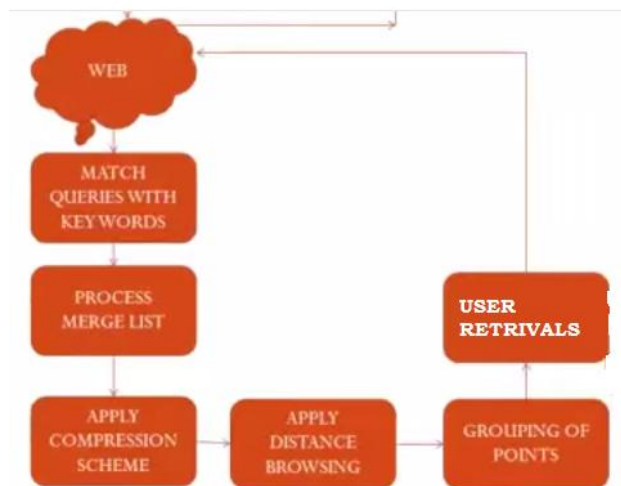 WEB
MATCH
QUERIES WITH
KEYWORDS
PROCESS
MERGE LIST
APPLY
COMPRESSION
SCHEME
APPLY
DISTANCE
BROWSING
GROUPING OF
POINTS
USER
RETRIVALS